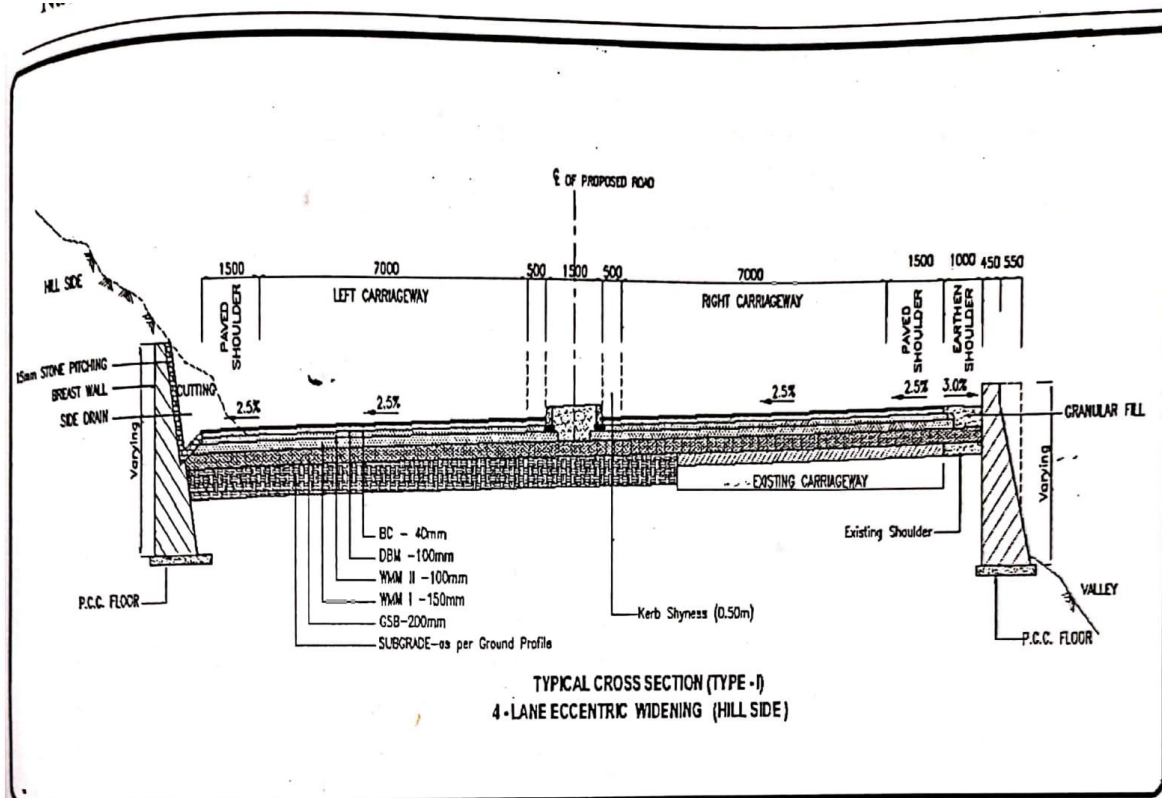 ℄ OF PROPOSED ROAD
1500 7000 500 1500 500 7000 1500 1000 450 550
HILL SIDE
PAVED SHOULDER
LEFT CARRIAGEWAY
RIGHT CARRIAGEWAY
PAVED SHOULDER
EARTHEN SHOULDER
15mm STONE PITCHING
BREAST WALL
CUTTING
SIDE DRAIN
2.5% 2.5% 2.5% 2.5% 3.0%
GRANULAR FILL
Varying
Varying
EXISTING CARRIAGEWAY
Existing Shoulder
BC - 40mm
DBM -100mm
WMM II -100mm
WMM I -150mm
GSB-200mm
SUBGRADE-as per Ground Profile
Kerb Shyness (0.50m)
P.C.C. FLOOR
VALLEY
P.C.C. FLOOR
TYPICAL CROSS SECTION (TYPE - I)
4 - LANE ECCENTRIC WIDENING (HILL SIDE)